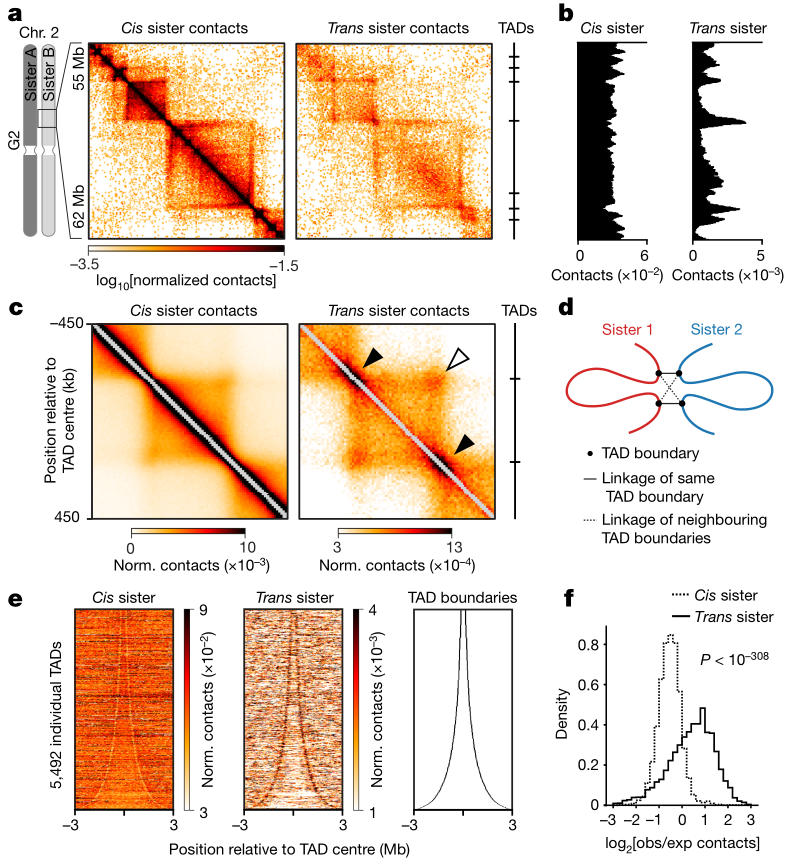 a
Chr. 2
Sister A
Sister B
G2
55 Mb
62 Mb
Cis sister contacts
Trans sister contacts
TADs
–3.5
–1.5
log10[normalized contacts]
b
Cis sister
Trans sister
0
6
0
5
Contacts (×10–2)
Contacts (×10–3)
c
Cis sister contacts
Trans sister contacts
TADs
–450
Position relative to
TAD centre (kb)
450
0
10
Norm. contacts (×10–3)
3
13
Norm. contacts (×10–4)
d
Sister 1
Sister 2
TAD boundary
Linkage of same
TAD boundary
Linkage of neighbouring
TAD boundaries
e
Cis sister
Trans sister
TAD boundaries
5,492 individual TADs
9
3
Norm. contacts (×10–2)
4
1
Norm. contacts (×10–3)
–3
3
–3
3
–3
3
Position relative to TAD centre (Mb)
f
Cis sister
Trans sister
P < 10–308
Density
0.8
0.6
0.4
0.2
0
–3 –2 –1 0 1 2 3
log2[obs/exp contacts]